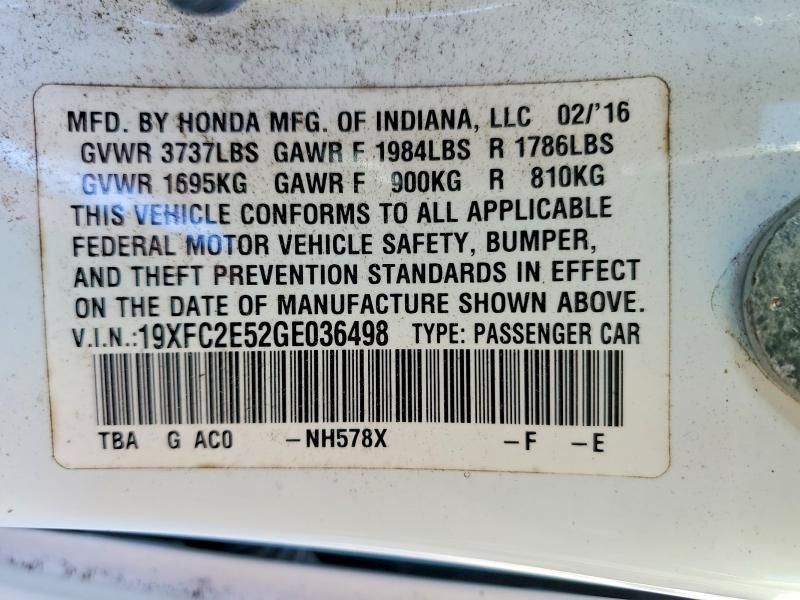 MFD. BY HONDA MFG. OF INDIANA, LLC 02/'16
GVWR 3737LBS GAWR F 1984LBS R 1786LBS
GVWR 1695KG GAWR F 900KG R 810KG
THIS VEHICLE CONFORMS TO ALL APPLICABLE
FEDERAL MOTOR VEHICLE SAFETY, BUMPER,
AND THEFT PREVENTION STANDARDS IN EFFECT
ON THE DATE OF MANUFACTURE SHOWN ABOVE.
V.I.N.:19XFC2E52GE036498 TYPE: PASSENGER CAR
TBA G AC0 -NH578X -F -E